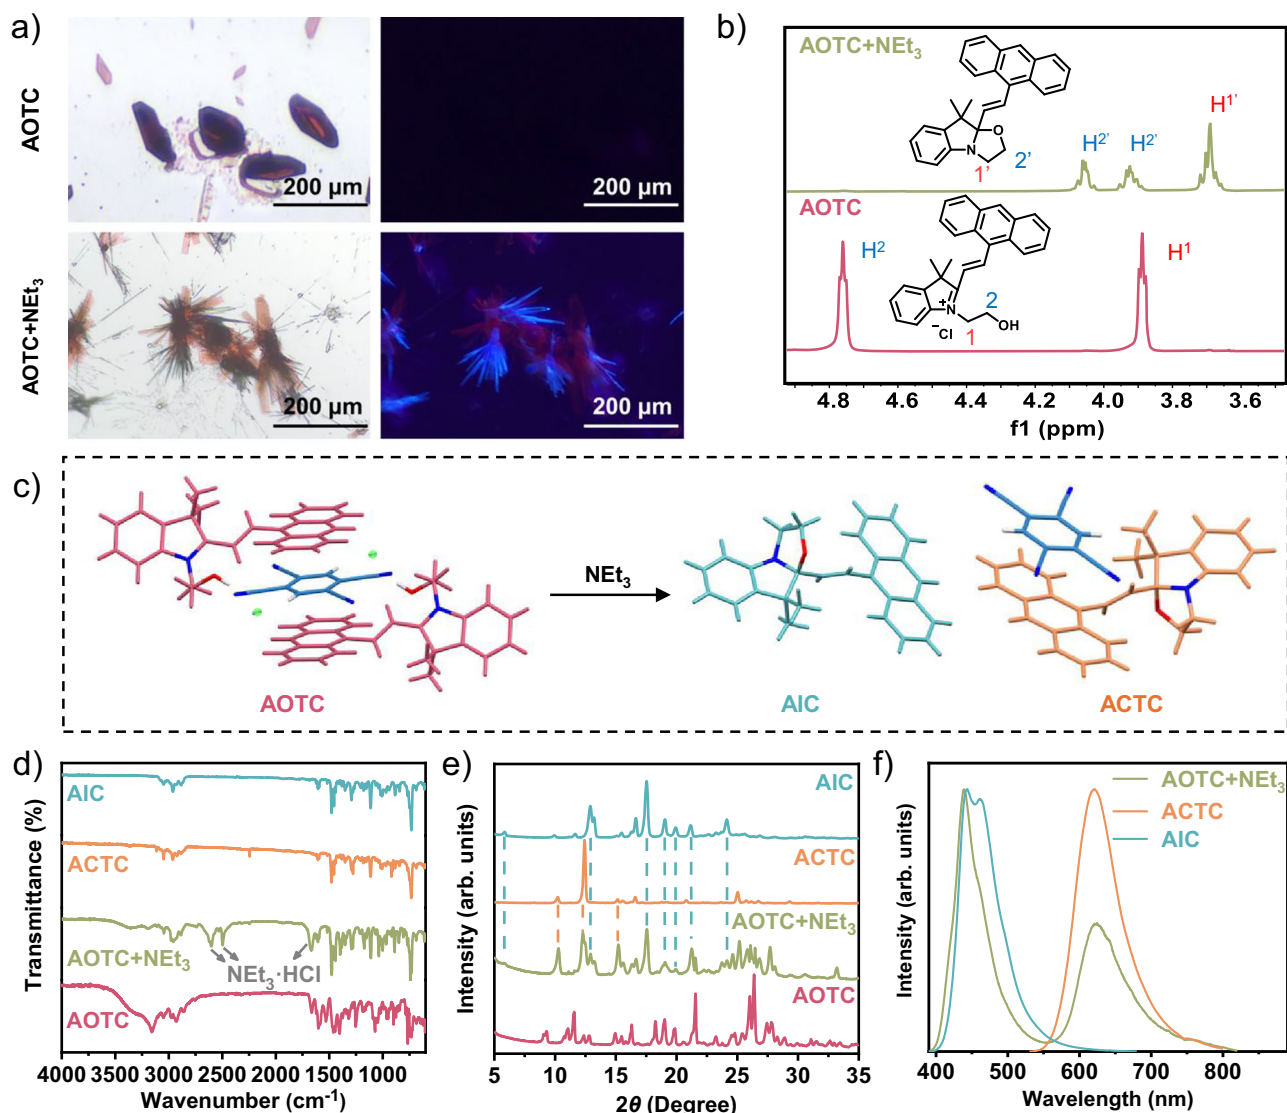 a)
AOTC
200 µm
200 µm
AOTC+NEt₃
200 µm
200 µm
b)
AOTC+NEt₃
H¹'
H²'
H²'
O
N
2'
1'
AOTC
H²
H¹
+
N
2
OH
⁻Cl
1
4.8 4.6 4.4 4.2 4.0 3.8 3.6
f1 (ppm)
c)
NEt₃
AOTC
AIC
ACTC
d)
AIC
ACTC
AOTC+NEt₃
NEt₃·HCl
AOTC
Transmittance (%)
4000 3500 3000 2500 2000 1500 1000
Wavenumber (cm⁻¹)
e)
AIC
ACTC
AOTC+NEt₃
AOTC
Intensity (arb. units)
5 10 15 20 25 30 35
2θ (Degree)
f)
AOTC+NEt₃
ACTC
AIC
Intensity (arb. units)
400 500 600 700 800
Wavelength (nm)